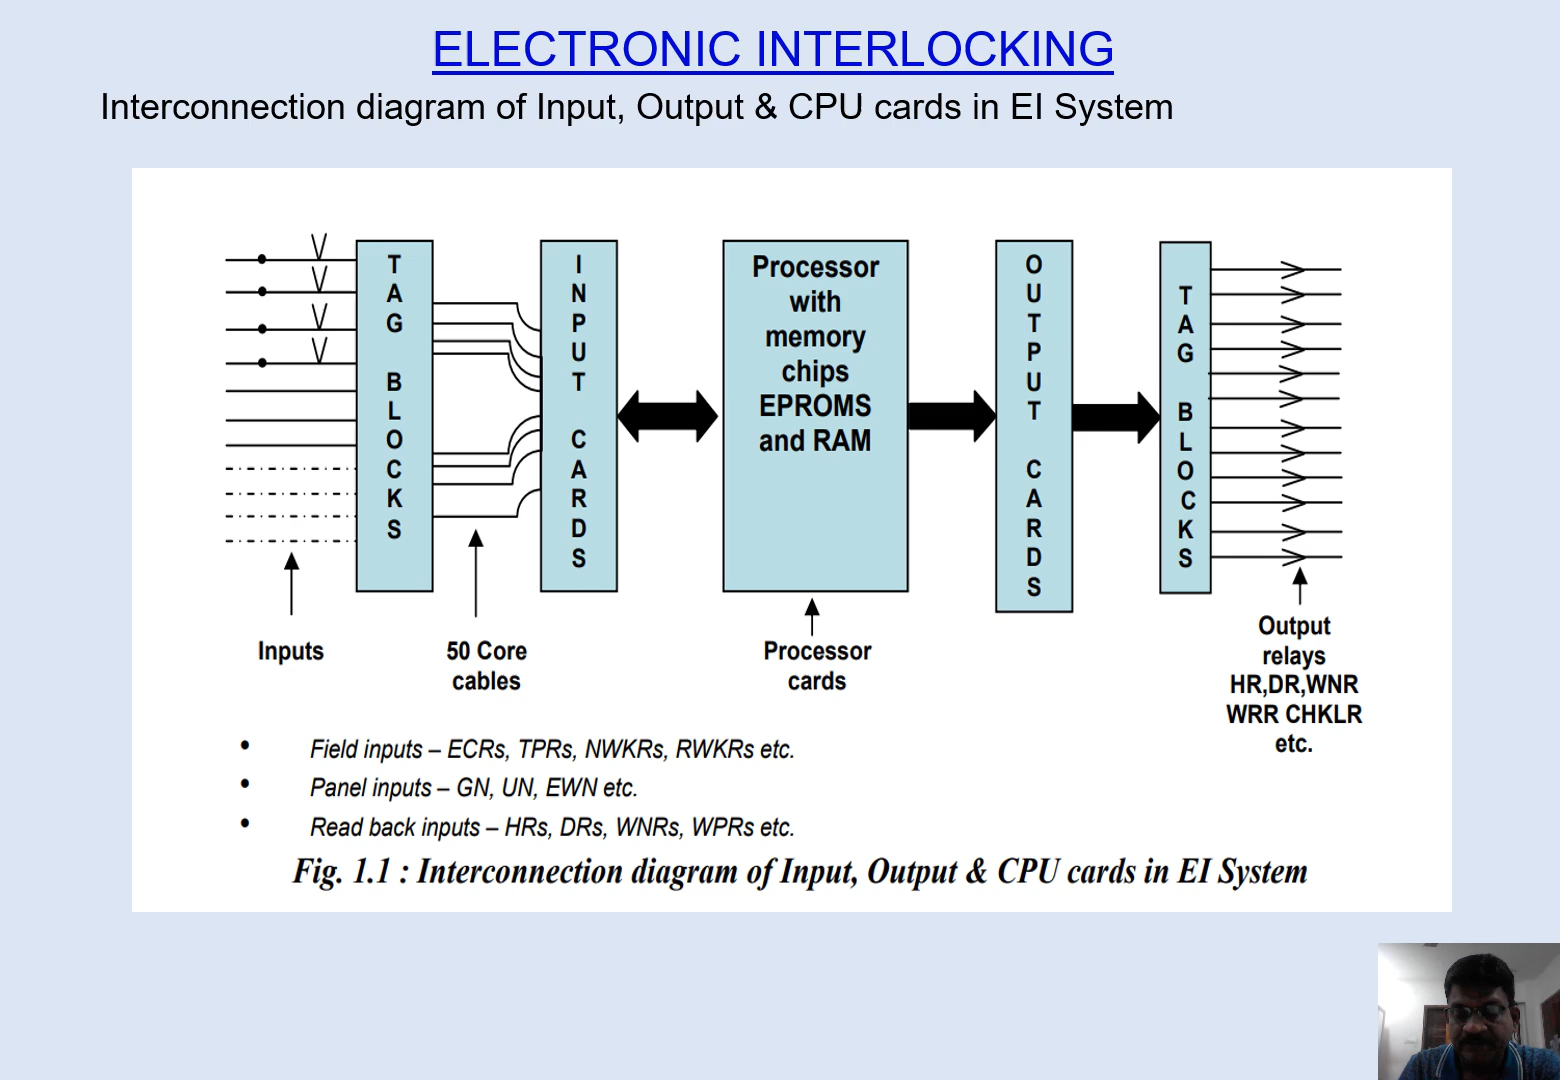 ELECTRONIC INTERLOCKING
Interconnection diagram of Input, Output & CPU cards in EI System
TAG BLOCKS
INPUT CARDS
Processor
with
memory
chips
EPROMS
and RAM
OUTPUT CARDS
TAG BLOCKS
Inputs
50 Core
cables
Processor
cards
Output
relays
HR,DR,WNR
WRR CHKLR
etc.
• Field inputs – ECRs, TPRs, NWKRs, RWKRs etc.
• Panel inputs – GN, UN, EWN etc.
• Read back inputs – HRs, DRs, WNRs, WPRs etc.
Fig. 1.1 : Interconnection diagram of Input, Output & CPU cards in EI System